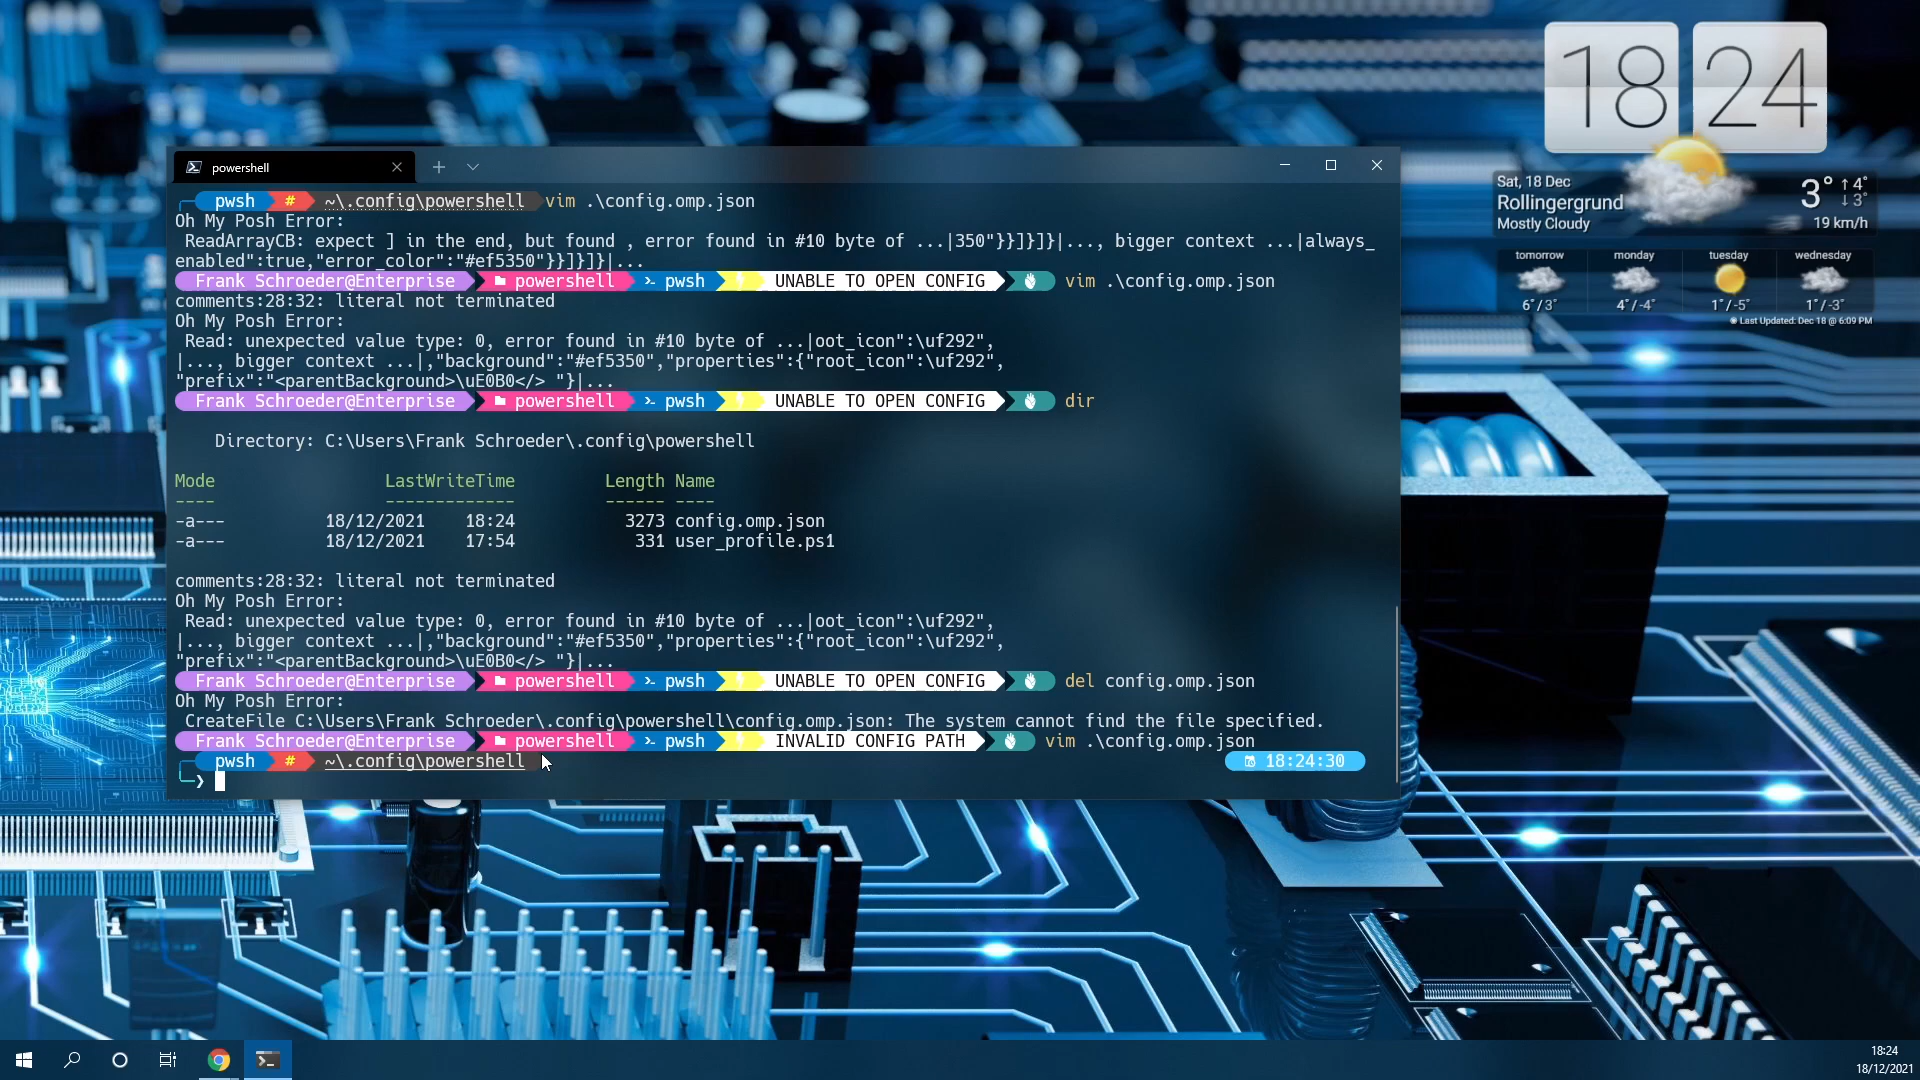 18 24
Sat, 18 Dec
Rollingergrund
Mostly Cloudy
3° ↑4°
↓3°
19 km/h
tomorrow monday tuesday wednesday
6°/3° 4°/-4° 1°/-5° 1°/-3°
Last Updated: Dec 18 @ 6:09 PM
powershell
pwsh # ~\.config\powershell vim .\config.omp.json
Oh My Posh Error:
ReadArrayCB: expect ] in the end, but found , error found in #10 byte of ...|350"}}]}]}|..., bigger context ...|always_
enabled":true,"error_color":"#ef5350"}}]}]}|...
Frank Schroeder@Enterprise powershell pwsh UNABLE TO OPEN CONFIG vim .\config.omp.json
comments:28:32: literal not terminated
Oh My Posh Error:
Read: unexpected value type: 0, error found in #10 byte of ...|oot_icon":\uf292",
|..., bigger context ...|,"background":"#ef5350","properties":{"root_icon":\uf292",
"prefix":"<parentBackground>\uE0B0</> "}|...
Frank Schroeder@Enterprise powershell pwsh UNABLE TO OPEN CONFIG dir
Directory: C:\Users\Frank Schroeder\.config\powershell
Mode LastWriteTime Length Name
---- ------------- ------ ----
-a--- 18/12/2021 18:24 3273 config.omp.json
-a--- 18/12/2021 17:54 331 user_profile.ps1
comments:28:32: literal not terminated
Oh My Posh Error:
Read: unexpected value type: 0, error found in #10 byte of ...|oot_icon":\uf292",
|..., bigger context ...|,"background":"#ef5350","properties":{"root_icon":\uf292",
"prefix":"<parentBackground>\uE0B0</> "}|...
Frank Schroeder@Enterprise powershell pwsh UNABLE TO OPEN CONFIG del config.omp.json
Oh My Posh Error:
CreateFile C:\Users\Frank Schroeder\.config\powershell\config.omp.json: The system cannot find the file specified.
Frank Schroeder@Enterprise powershell pwsh INVALID CONFIG PATH vim .\config.omp.json
pwsh # ~\.config\powershell 18:24:30
❯
18:24
18/12/2021